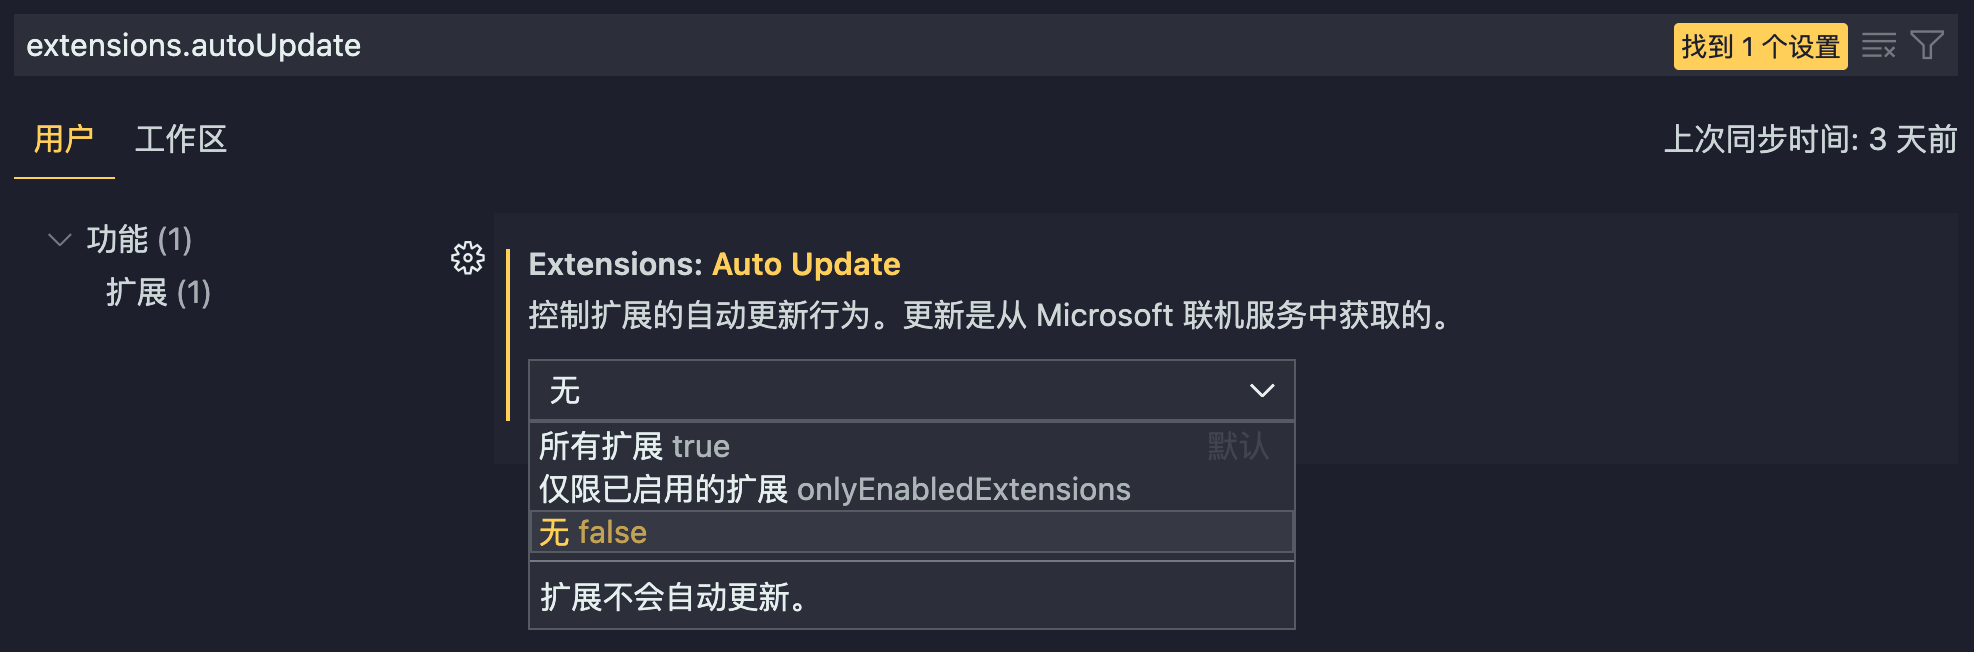 extensions.autoUpdate
找到 1 个设置
用户 工作区
上次同步时间: 3 天前
功能 (1)
扩展 (1)
Extensions: Auto Update
控制扩展的自动更新行为。更新是从 Microsoft 联机服务中获取的。
无
所有扩展 true 默认
仅限已启用的扩展 onlyEnabledExtensions
无 false
扩展不会自动更新。